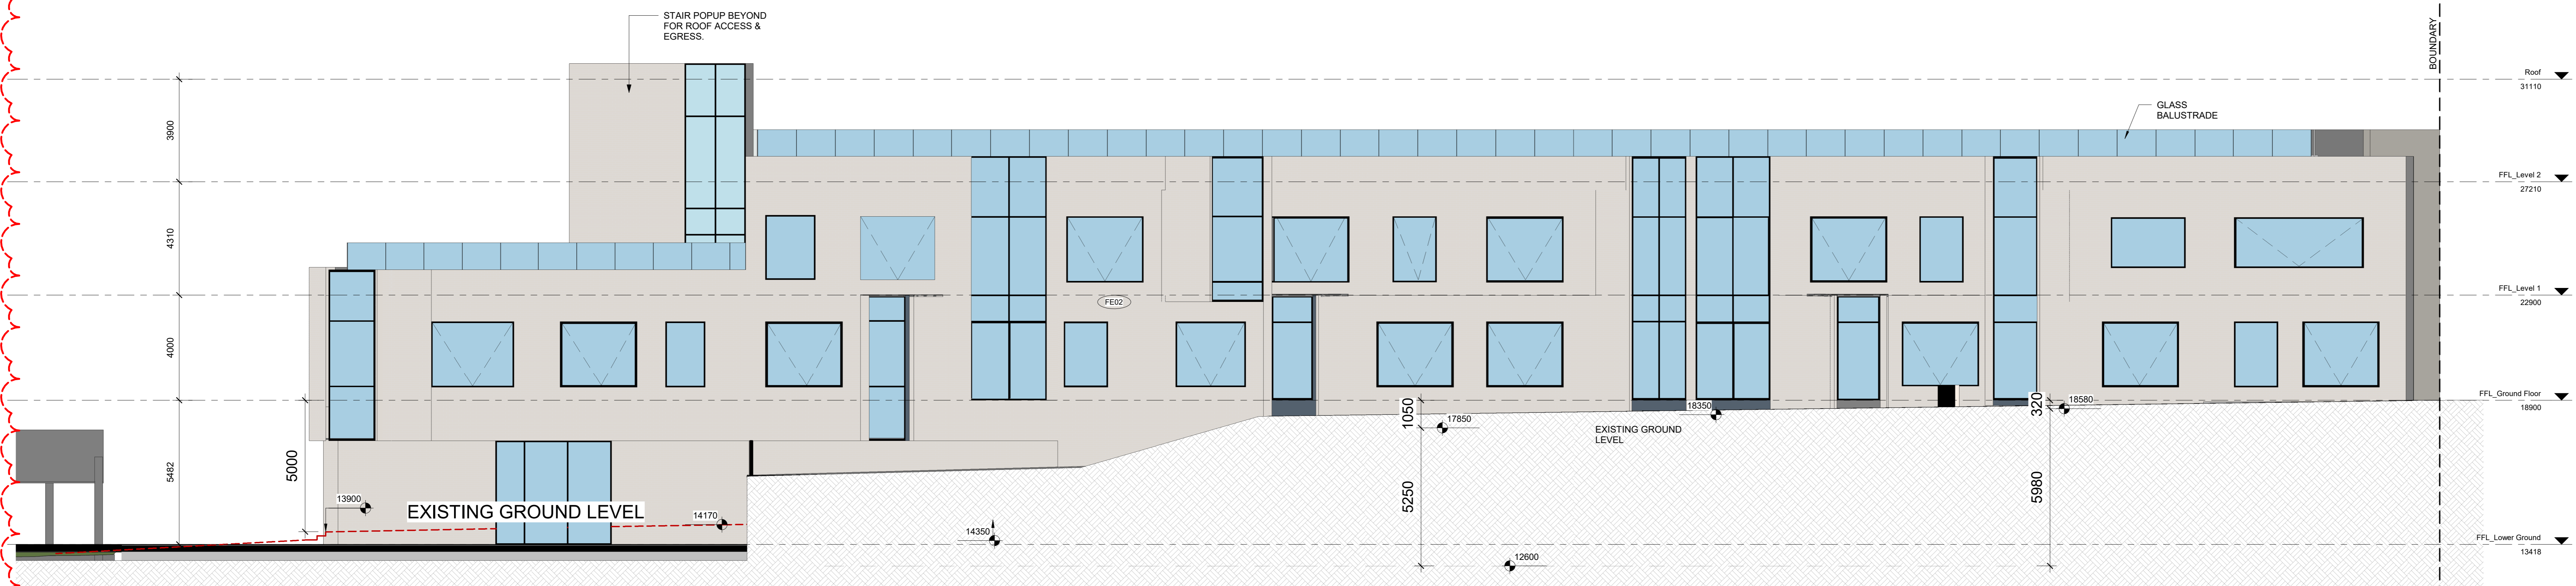 STAIR POPUP BEYOND
FOR ROOF ACCESS &
EGRESS.
BOUNDARY
Roof
31110
GLASS
BALUSTRADE
3900
FFL_Level 2
27210
4310
FFL_Level 1
22900
FE02
4000
FFL_Ground Floor
18900
320
18580
18350
1050
17850
EXISTING GROUND
LEVEL
5000
5482
5250
5980
13900
EXISTING GROUND LEVEL
14170
14350
12600
FFL_Lower Ground
13418